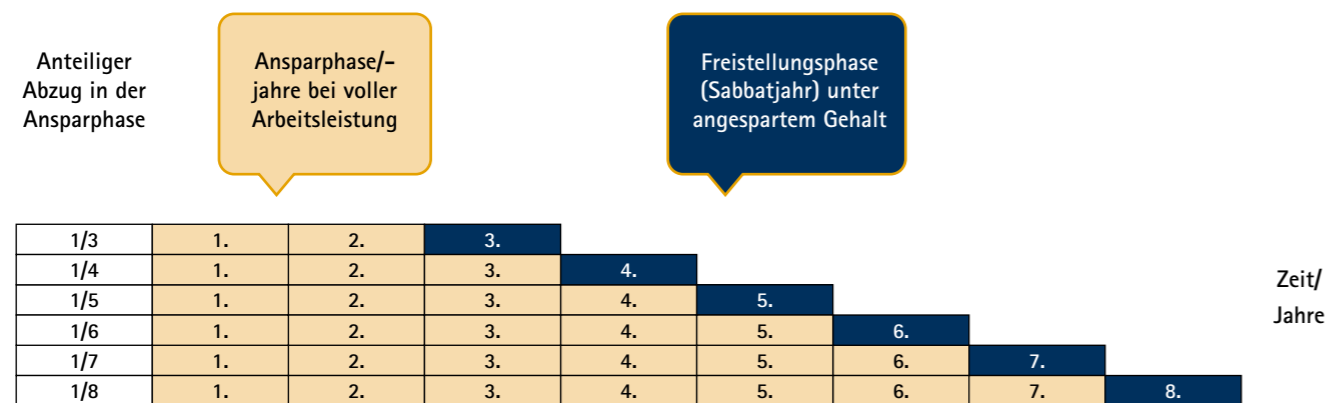 Anteiliger
Abzug in der
Ansparphase
Ansparphase/-
jahre bei voller
Arbeitsleistung
Freistellungsphase
(Sabbatjahr) unter
angespartem Gehalt
1/3 1. 2. 3.
1/4 1. 2. 3. 4.
1/5 1. 2. 3. 4. 5.
1/6 1. 2. 3. 4. 5. 6.
1/7 1. 2. 3. 4. 5. 6. 7.
1/8 1. 2. 3. 4. 5. 6. 7. 8.
Zeit/
Jahre